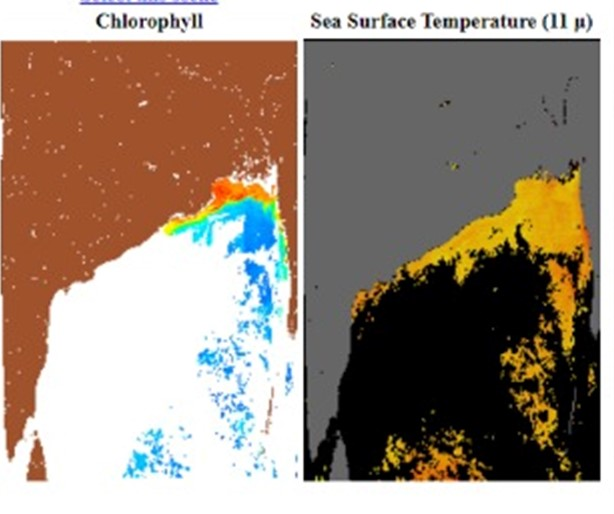 Chlorophyll
Sea Surface Temperature (11 µ)